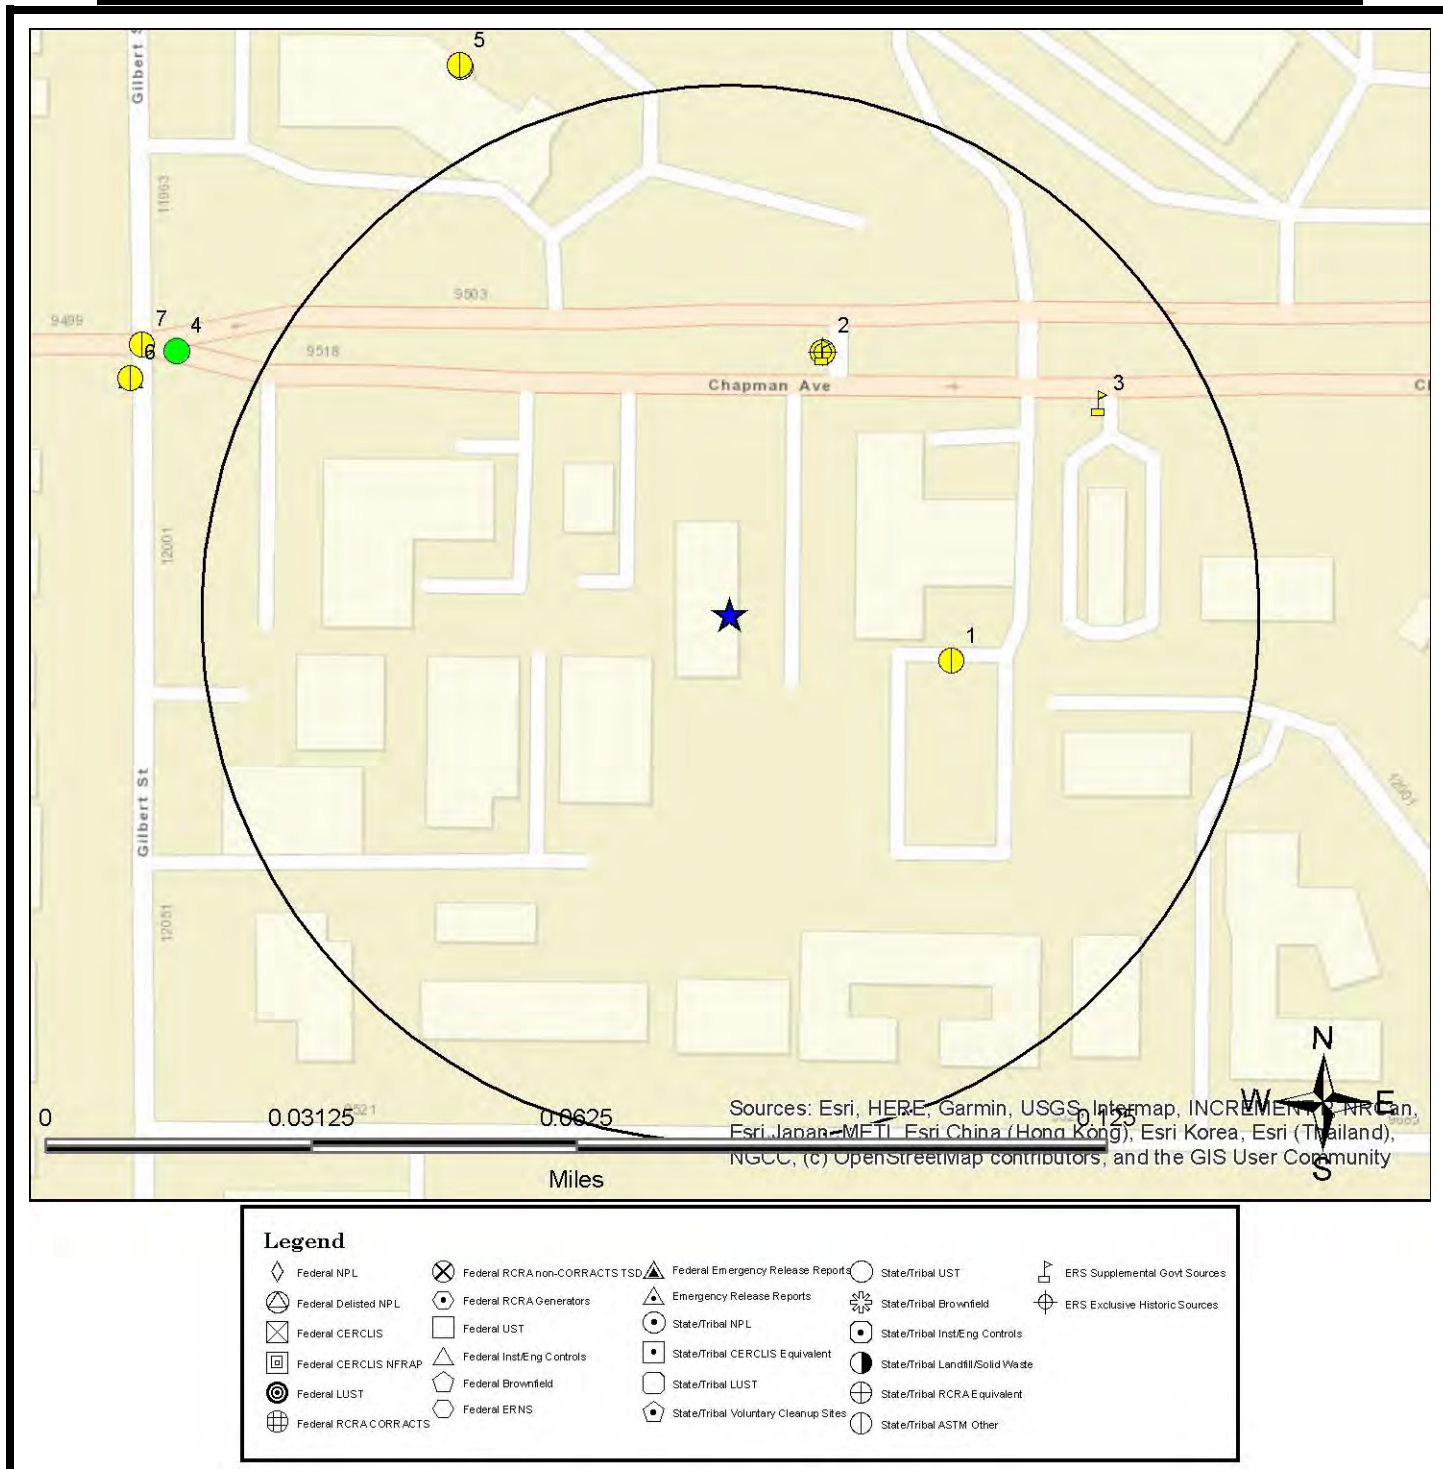 5
Gilbert S
11963
9503
9499
7
4
2
6
9518
Chapman Ave
3
12001
1
Gilbert St
12001
12051
N
W
E
S
0
0.03125
9521
0.0625
0.125
Sources: Esri, HERE, Garmin, USGS, Intermap, INCREMENT P, NRCan,
Esri Japan, METI, Esri China (Hong Kong), Esri Korea, Esri (Thailand),
NGCC, (c) OpenStreetMap contributors, and the GIS User Community
Miles
Legend
Federal NPL
Federal Delisted NPL
Federal CERCLIS
Federal CERCLIS NFRAP
Federal LUST
Federal RCRA CORRACTS
Federal RCRA non-CORRACTS TSD
Federal RCRA Generators
Federal UST
Federal Inst/Eng Controls
Federal Brownfield
Federal ERNS
Federal Emergency Release Reports
Emergency Release Reports
State/Tribal NPL
State/Tribal CERCLIS Equivalent
State/Tribal LUST
State/Tribal Voluntary Cleanup Sites
State/Tribal UST
State/Tribal Brownfield
State/Tribal Inst/Eng Controls
State/Tribal Landfill/Solid Waste
State/Tribal RCRA Equivalent
State/Tribal ASTM Other
ERS Supplemental Govt Sources
ERS Exclusive Historic Sources